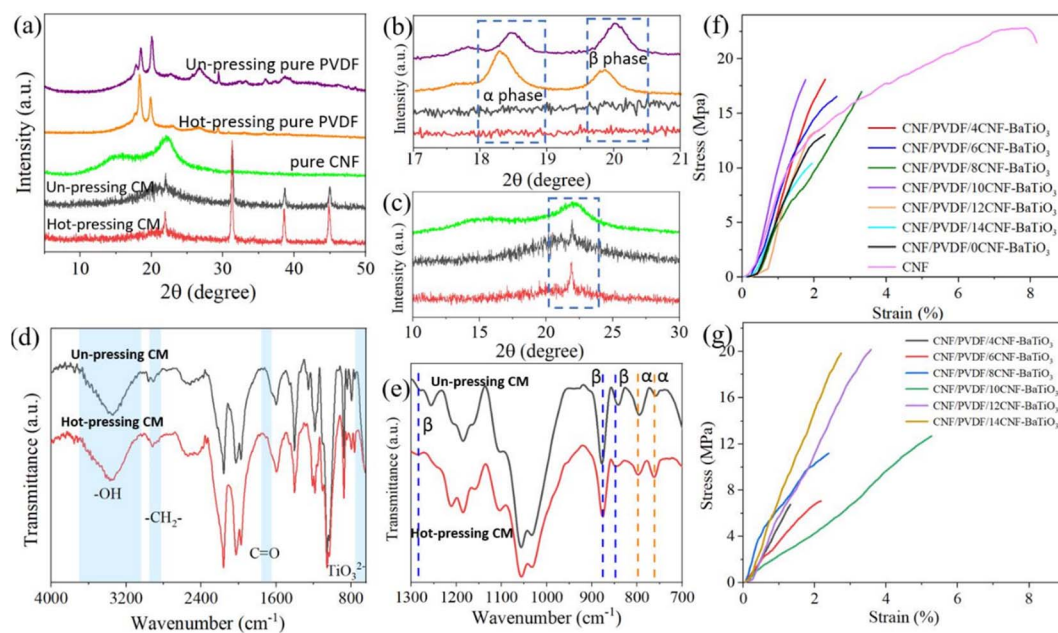 (a)
Un-pressing pure PVDF
Hot-pressing pure PVDF
pure CNF
Un-pressing CM
Hot-pressing CM
Intensity (a.u.)
10 20 30 40 50
2θ (degree)
(b)
α phase
β phase
Intensity (a.u.)
17 18 19 20 21
2θ (degree)
(c)
Intensity (a.u.)
10 15 20 25 30
2θ (degree)
(f)
Stress (Mpa)
20
15
10
5
0
CNF/PVDF/4CNF-BaTiO3
CNF/PVDF/6CNF-BaTiO3
CNF/PVDF/8CNF-BaTiO3
CNF/PVDF/10CNF-BaTiO3
CNF/PVDF/12CNF-BaTiO3
CNF/PVDF/14CNF-BaTiO3
CNF/PVDF/0CNF-BaTiO3
CNF
0 2 4 6 8
Strain (%)
(d)
Un-pressing CM
Hot-pressing CM
-OH
-CH2-
C=O
TiO3 2-
Transmittance (a.u.)
4000 3200 2400 1600 800
Wavenumber (cm-1)
(e)
Un-pressing CM
β β α α
β
Hot-pressing CM
Transmittance (a.u.)
1300 1200 1100 1000 900 800 700
Wavenumber (cm-1)
(g)
Stress (MPa)
20
16
12
8
4
0
CNF/PVDF/4CNF-BaTiO3
CNF/PVDF/6CNF-BaTiO3
CNF/PVDF/8CNF-BaTiO3
CNF/PVDF/10CNF-BaTiO3
CNF/PVDF/12CNF-BaTiO3
CNF/PVDF/14CNF-BaTiO3
0 2 4 6 8
Strain (%)